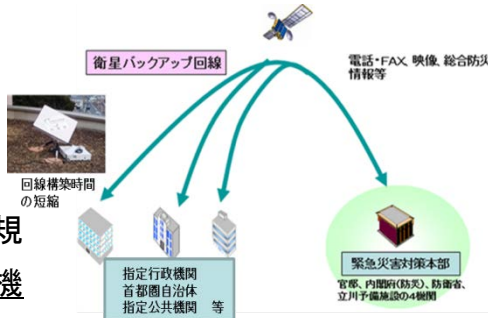 衛星バックアップ回線
電話・FAX、映像、総合防災
情報等
回線構築時間
の短縮
規
機
指定行政機関
首都圏自治体
指定公共機関 等
緊急災害対策本部
官邸、内閣府(防災)、防衛省、
立川予備施設の4機関